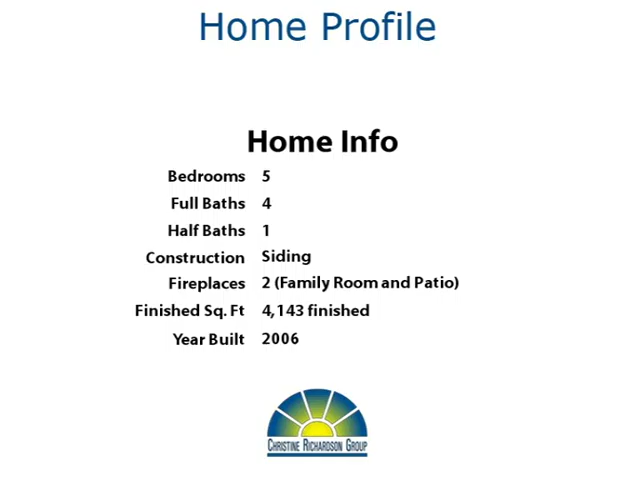 Home Profile
Home Info
Bedrooms 5
Full Baths 4
Half Baths 1
Construction Siding
Fireplaces 2 (Family Room and Patio)
Finished Sq. Ft 4,143 finished
Year Built 2006
Christine Richardson Group